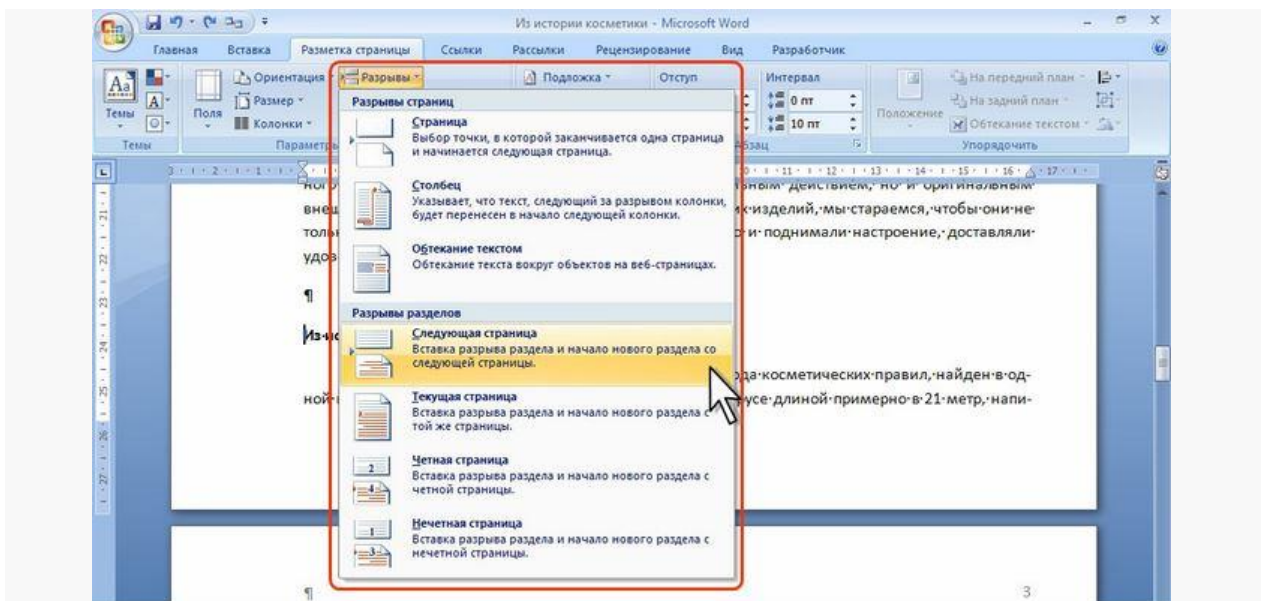 Из истории косметики - Microsoft Word
Главная Вставка Разметка страницы Ссылки Рассылки Рецензирование Вид Разработчик
Ориентация Разрывы Подложка Отступ Интервал На передний план
Темы Поля Размер 0 пт Положение На задний план
Колонки 10 пт Обтекание текстом
Темы Упорядочить
Разрывы страниц
Страница
Выбор точки, в которой заканчивается одна страница
и начинается следующая страница.
Столбец
Указывает, что текст, следующий за разрывом колонки,
будет перенесен в начало следующей колонки.
Обтекание текстом
Обтекание текста вокруг объектов на веб-страницах.
Разрывы разделов
Следующая страница
Вставка разрыва раздела и начало нового раздела со
следующей страницы.
Текущая страница
Вставка разрыва раздела и начало нового раздела с
той же страницы.
Четная страница
Вставка разрыва раздела и начало нового раздела с
четной страницы.
Нечетная страница
Вставка разрыва раздела и начало нового раздела с
нечетной страницы.
действием, но и оригинальным
изделий, мы стараемся, чтобы они не
и поднимали настроение, доставляли
¶
косметических правил, найден в од-
длиной примерно в 21 метр, напи-
¶ 3